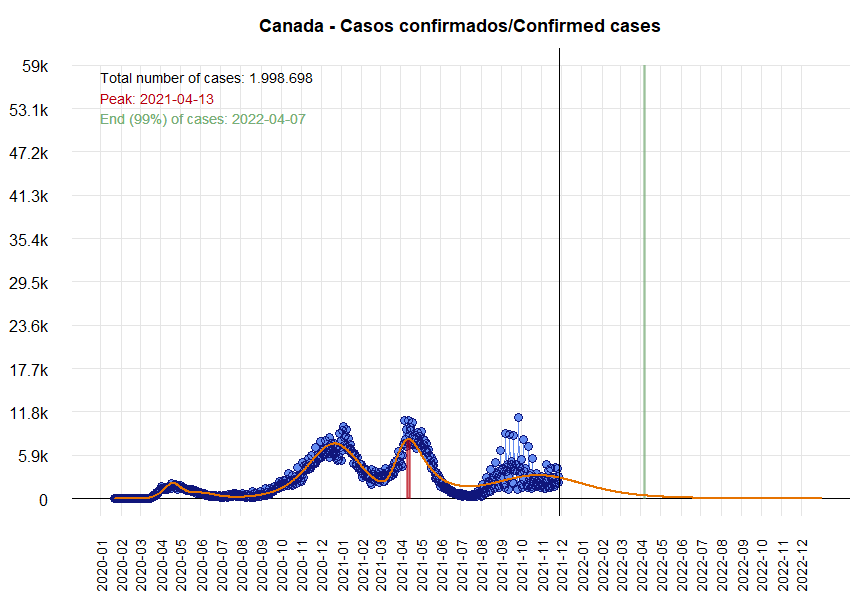 Canada - Casos confirmados/Confirmed cases
59k
Total number of cases: 1.998.698
Peak: 2021-04-13
End (99%) of cases: 2022-04-07
53.1k
47.2k
41.3k
35.4k
29.5k
23.6k
17.7k
11.8k
5.9k
0
2020-01
2020-02
2020-03
2020-04
2020-05
2020-06
2020-07
2020-08
2020-09
2020-10
2020-11
2020-12
2021-01
2021-02
2021-03
2021-04
2021-05
2021-06
2021-07
2021-08
2021-09
2021-10
2021-11
2021-12
2022-01
2022-02
2022-03
2022-04
2022-05
2022-06
2022-07
2022-08
2022-09
2022-10
2022-11
2022-12